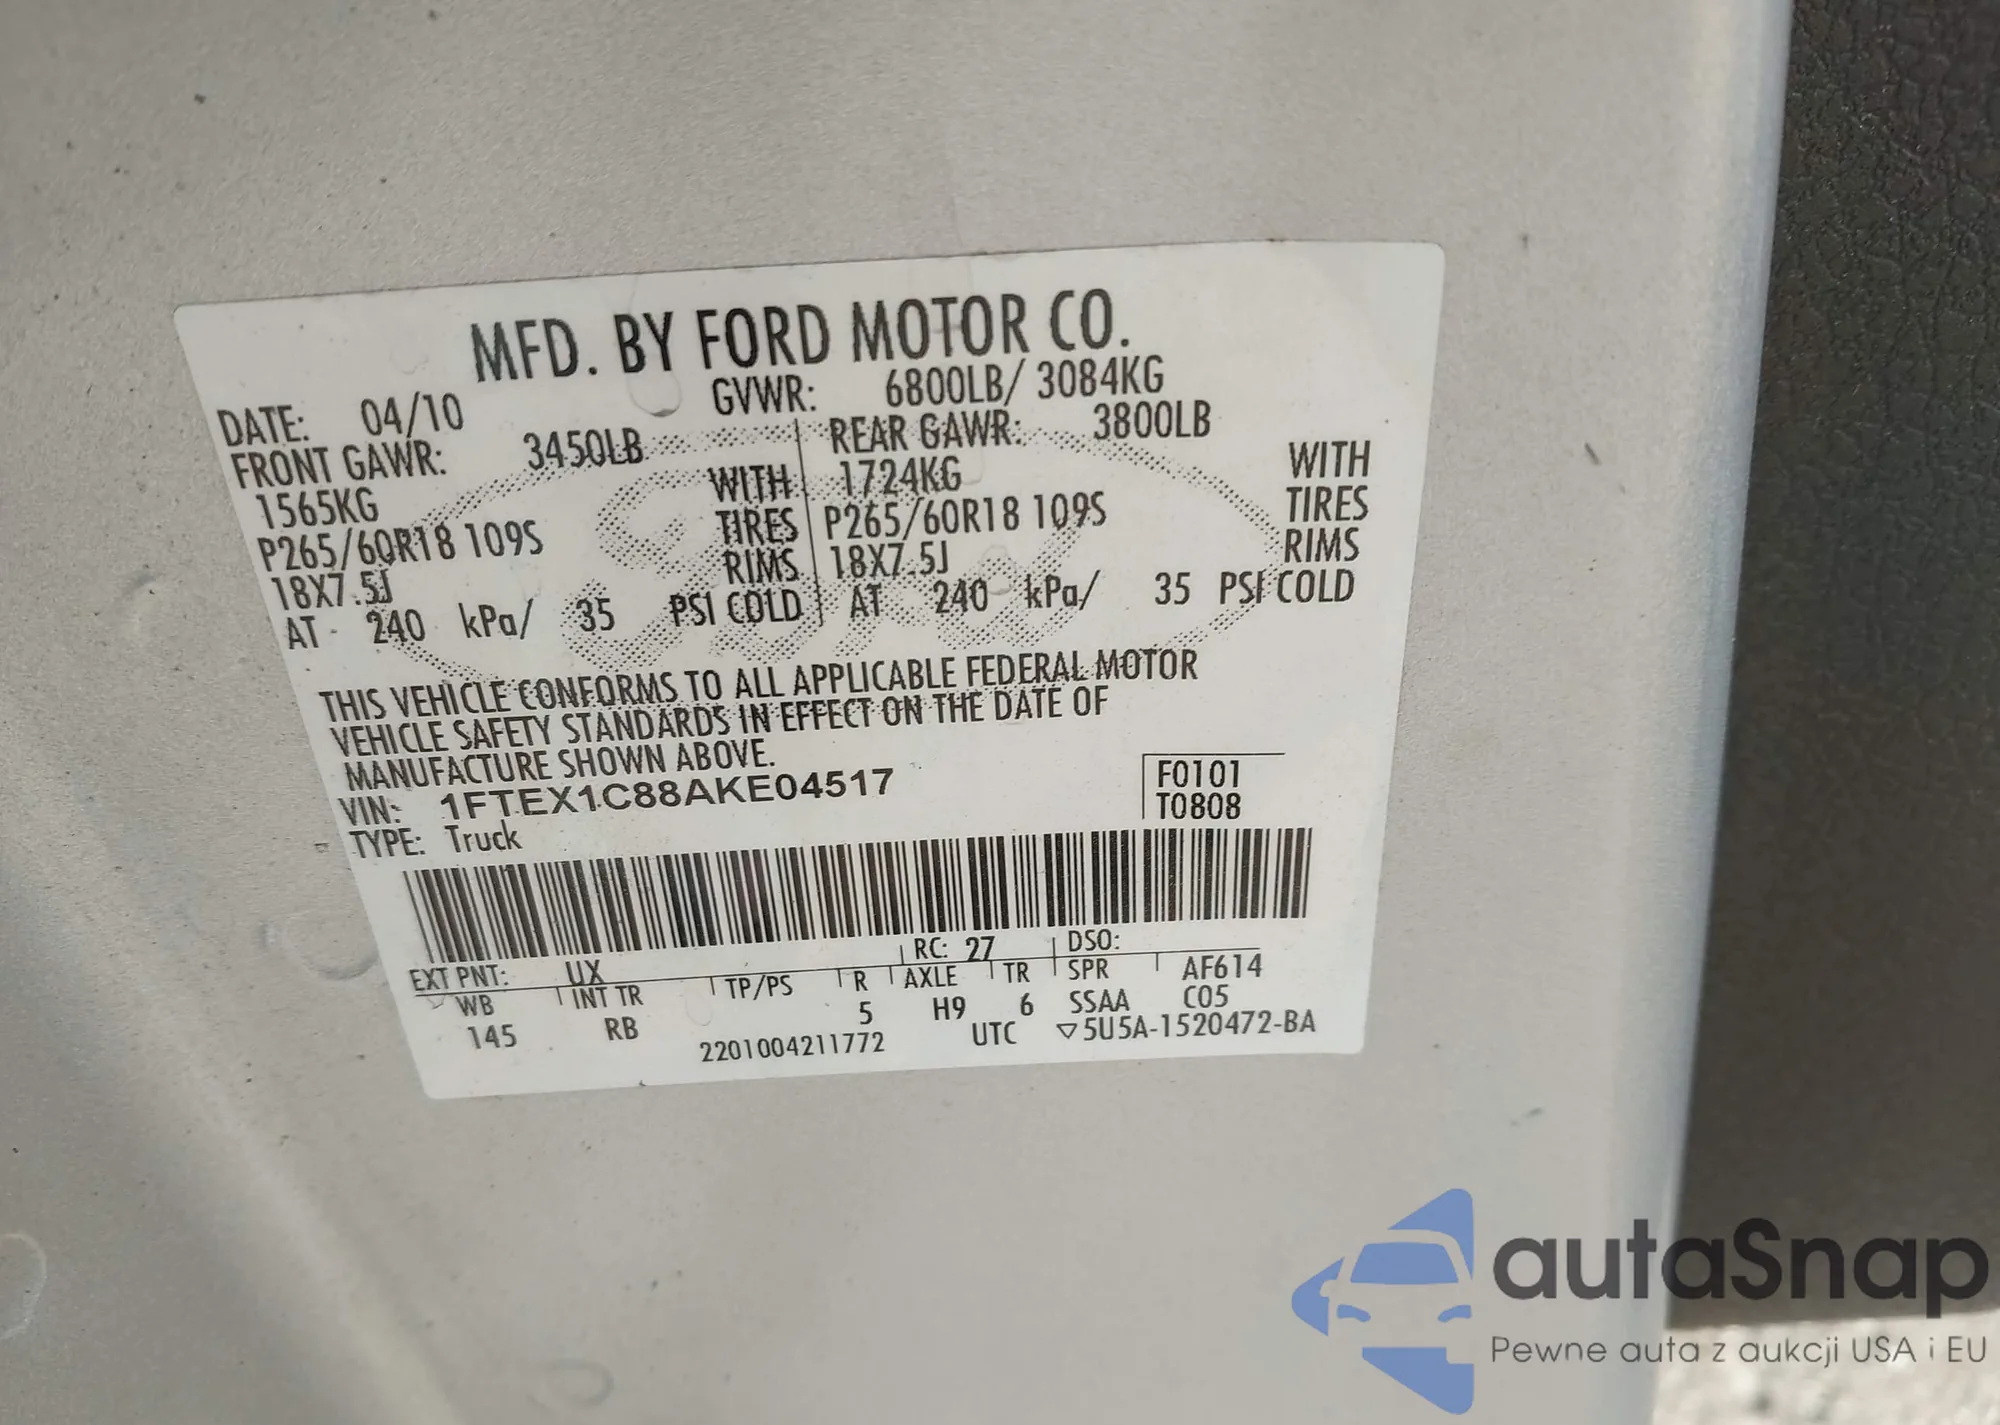 MFD. BY FORD MOTOR CO.
DATE: 04/10 GVWR: 6800LB/ 3084KG
FRONT GAWR: 3450LB REAR GAWR: 3800LB
1565KG WITH 1724KG WITH
P265/60R18 109S TIRES P265/60R18 109S TIRES
18X7.5J RIMS 18X7.5J RIMS
AT 240 kPa/ 35 PSI COLD AT 240 kPa/ 35 PSI COLD
THIS VEHICLE CONFORMS TO ALL APPLICABLE FEDERAL MOTOR
VEHICLE SAFETY STANDARDS IN EFFECT ON THE DATE OF
MANUFACTURE SHOWN ABOVE.
VIN: 1FTEX1C88AKE04517 F0101
TYPE: Truck T0808
EXT PNT: UX RC: 27 DSO:
WB INT TR TP/PS R AXLE TR SPR AF614
145 RB 5 H9 6 SSAA C05
2201004211772 UTC ▽5U5A-1520472-BA
autaSnap
Pewne auta z aukcji USA i EU